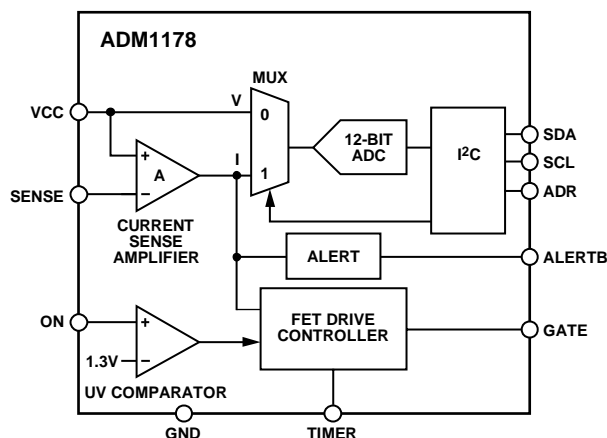 ADM1178
MUX
VCC
V
0
12-BIT
ADC
I²C
SDA
SCL
ADR
I
1
+
A
−
SENSE
CURRENT
SENSE
AMPLIFIER
ALERT
ALERTB
ON
+
1.3V
−
FET DRIVE
CONTROLLER
GATE
UV COMPARATOR
GND
TIMER